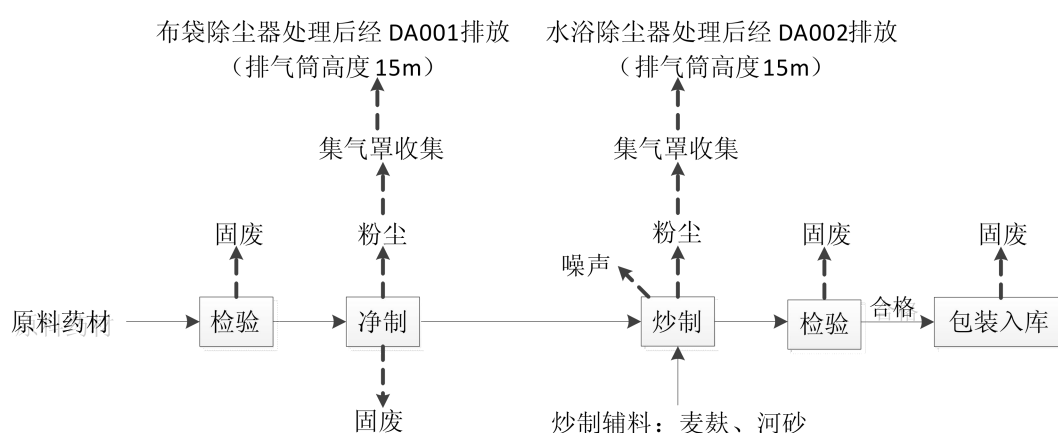 布袋除尘器处理后经 DA001排放
（排气筒高度 15m）
水浴除尘器处理后经 DA002排放
（排气筒高度15m）
集气罩收集
集气罩收集
固废
粉尘
粉尘
固废
固废
噪声
原料药材
检验
净制
炒制
检验
合格
包装入库
固废
炒制辅料：麦麸、河砂